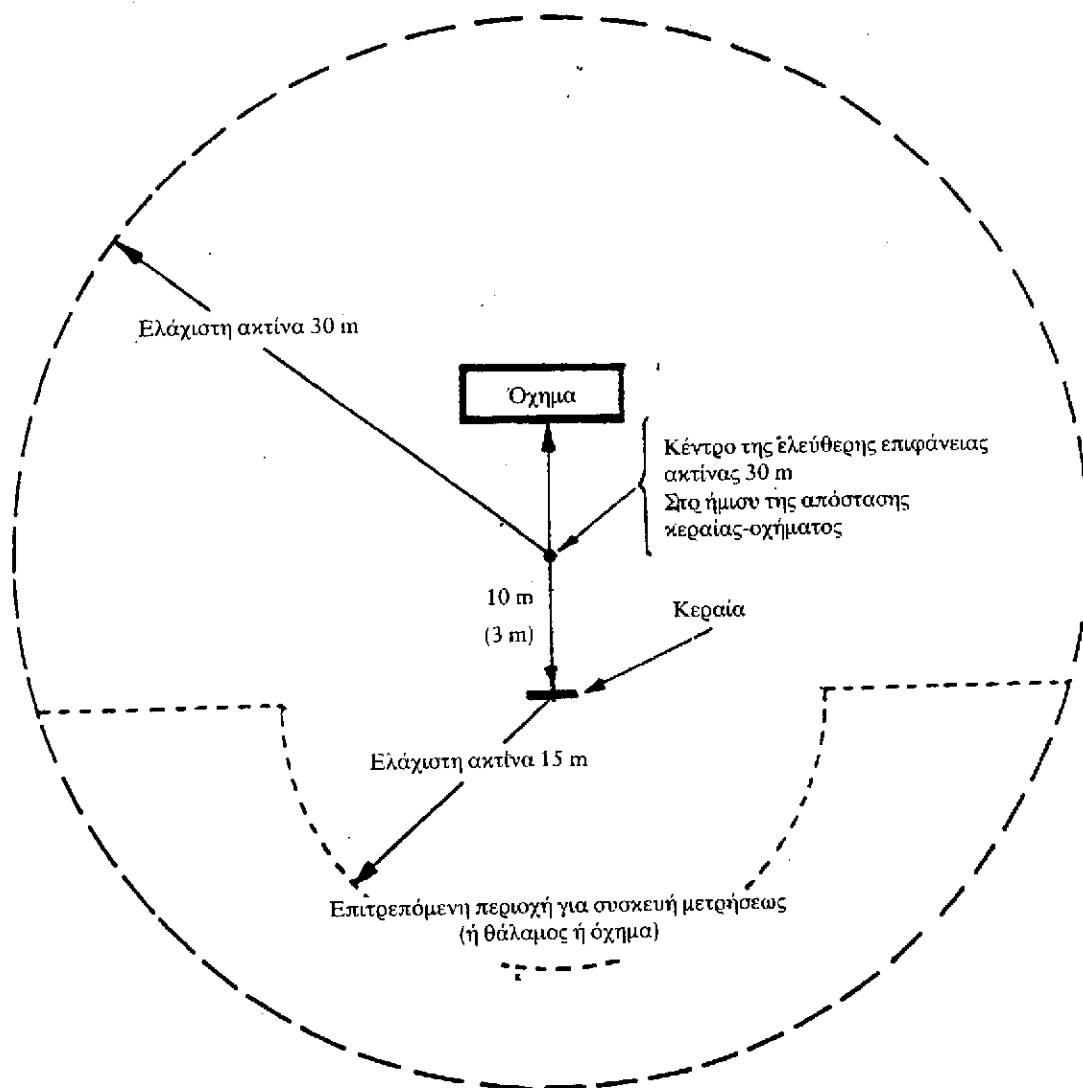 Ελάχιστη ακτίνα 30 m
Όχημα
Κέντρο της ελεύθερης επιφάνειας
ακτίνας 30 m
Στο ήμισυ της απόστασης
κεραίας-οχήματος
10 m
(3 m)
Κεραία
Ελάχιστη ακτίνα 15 m
Επιτρεπόμενη περιοχή για συσκευή μετρήσεως
(ή θάλαμος ή όχημα)